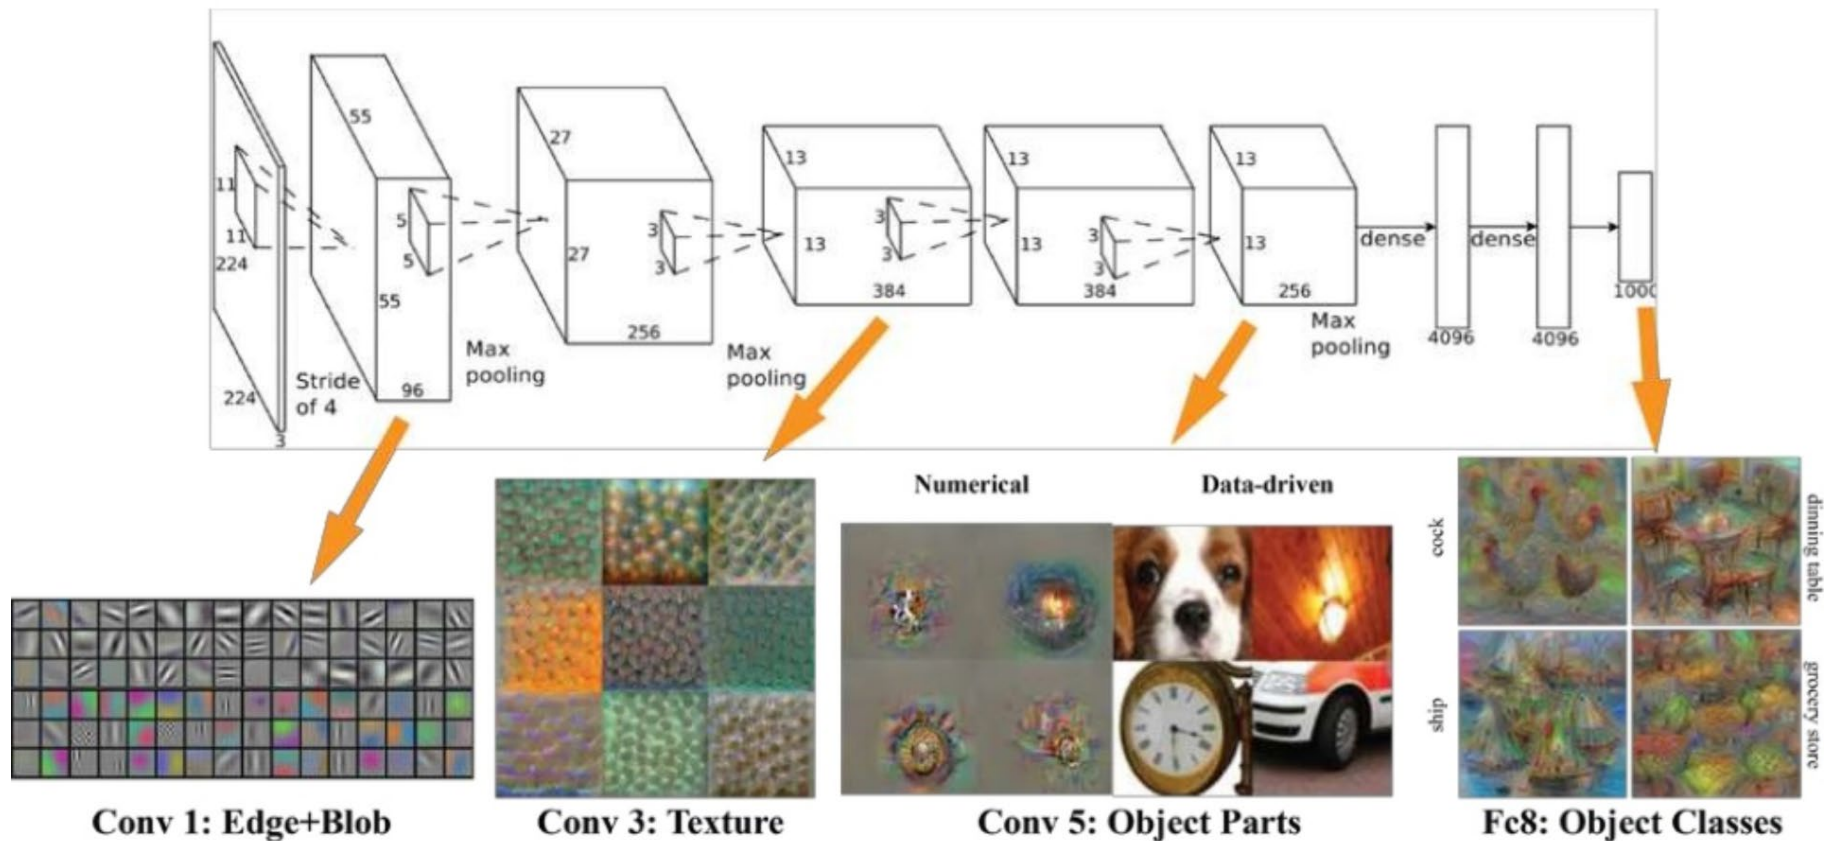 11
11
224
224
3
Stride
of 4
55
5
5
55
96
Max
pooling
27
3
3
27
256
Max
pooling
13
3
3
13
384
13
3
3
13
384
13
13
256
Max
pooling
dense
4096
dense
4096
1000
Numerical
Data-driven
cock
dinning table
ship
grocery store
Conv 1: Edge+Blob
Conv 3: Texture
Conv 5: Object Parts
Fc8: Object Classes